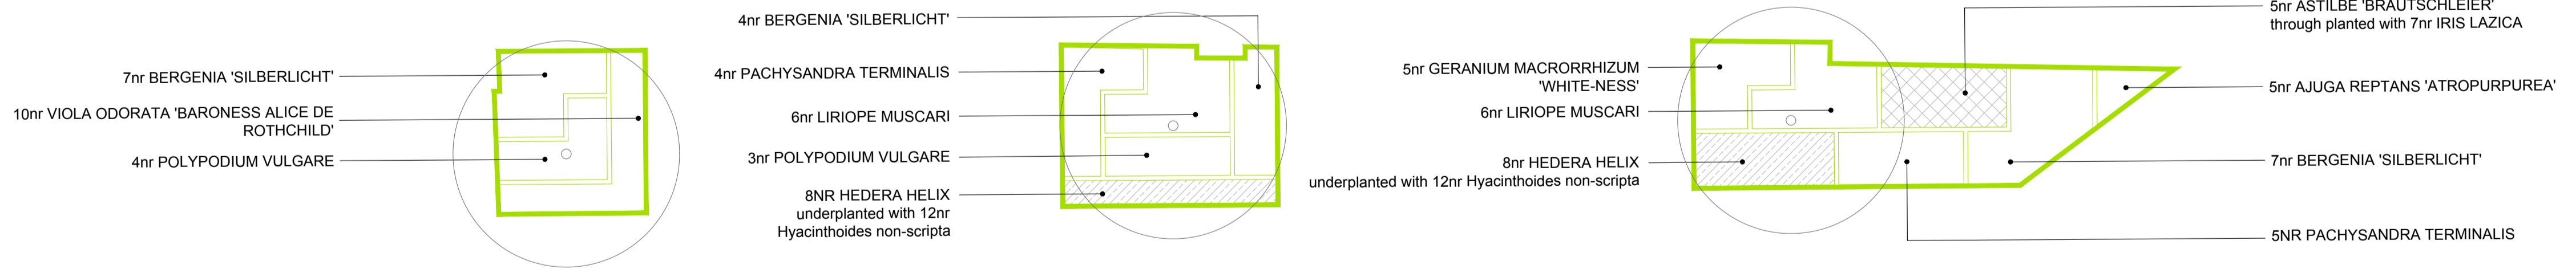 7nr BERGENIA 'SILBERLICHT'
10nr VIOLA ODORATA 'BARONESS ALICE DE
ROTHCHILD'
4nr POLYPODIUM VULGARE
4nr BERGENIA 'SILBERLICHT'
4nr PACHYSANDRA TERMINALIS
6nr LIRIOPE MUSCARI
3nr POLYPODIUM VULGARE
8NR HEDERA HELIX
underplanted with 12nr
Hyacinthoides non-scripta
5nr GERANIUM MACRORRHIZUM
'WHITE-NESS'
6nr LIRIOPE MUSCARI
8nr HEDERA HELIX
underplanted with 12nr Hyacinthoides non-scripta
5nr ASTILBE 'BRAUTSCHLEIER'
through planted with 7nr IRIS LAZICA
5nr AJUGA REPTANS 'ATROPURPUREA'
7nr BERGENIA 'SILBERLICHT'
5NR PACHYSANDRA TERMINALIS